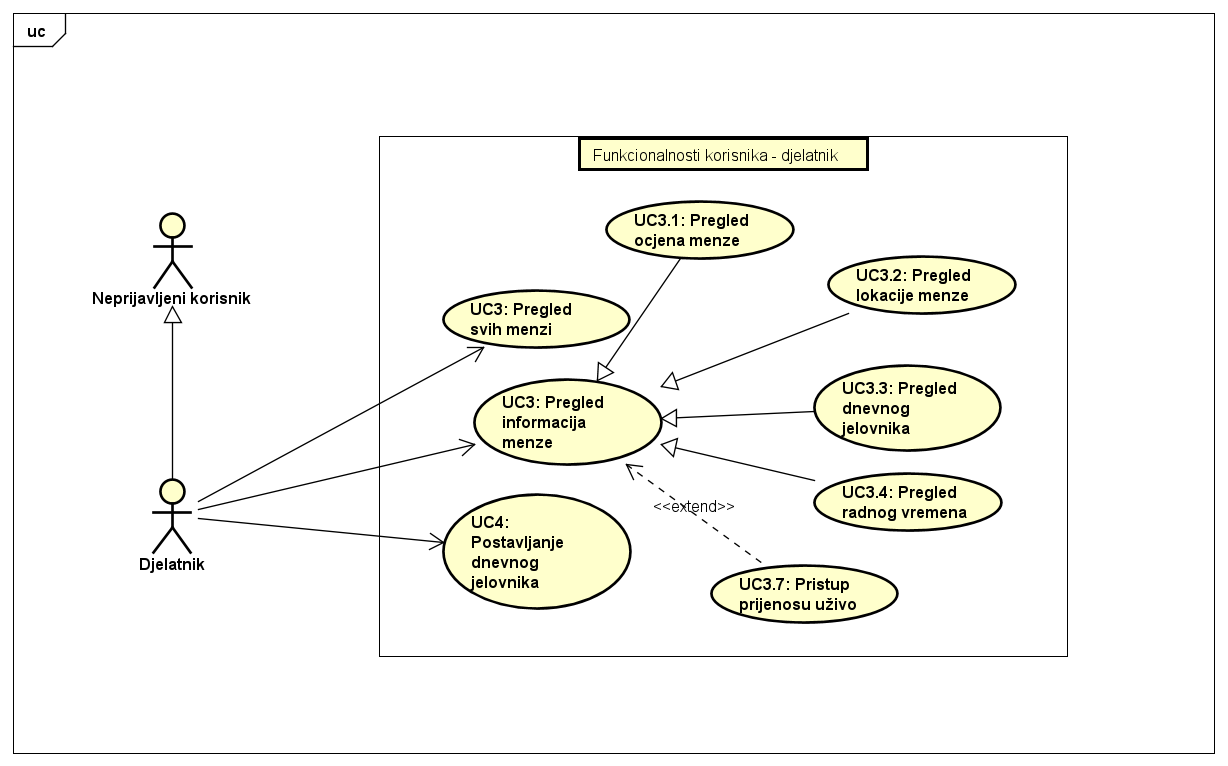 uc
Funkcionalnosti korisnika - djelatnik
UC3.1: Pregled
ocjena menze
UC3.2: Pregled
lokacije menze
Neprijavljeni korisnik
UC3: Pregled
svih menzi
UC3: Pregled
informacija
menze
UC3.3: Pregled
dnevnog
jelovnika
UC3.4: Pregled
radnog vremena
<<extend>>
UC4:
Postavljanje
dnevnog
jelovnika
Djelatnik
UC3.7: Pristup
prijenosu uživo